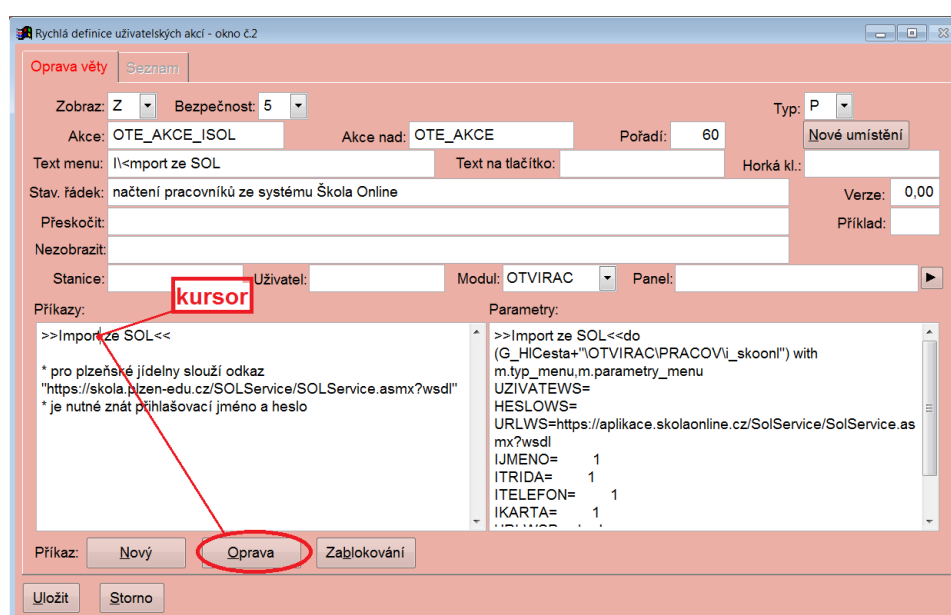 Rychlá definice uživatelských akcí - okno č.2
Oprava věty Seznam
Zobraz: Z Bezpečnost: 5 Typ: P
Akce: OTE_AKCE_ISOL Akce nad: OTE_AKCE Pořadí: 60 Nové umístění
Text menu: I\<mport ze SOL Text na tlačítko: Horká kl.:
Stav. řádek: načtení pracovníků ze systému Škola Online Verze: 0,00
Přeskočit: Příklad:
Nezobrazit:
Stanice: Uživatel: Modul: OTVIRAC Panel:
kursor
Příkazy:
>>Import ze SOL<<
* pro plzeňské jídelny slouží odkaz
"https://skola.plzen-edu.cz/SOLService/SOLService.asmx?wsdl"
* je nutné znát přihlašovací jméno a heslo
Parametry:
>>Import ze SOL<<do
(G_HlCesta+"\OTVIRAC\PRACOV\i_skoonl") with
m.typ_menu,m.parametry_menu
UZIVATEWS=
HESLOWS=
URLWS=https://aplikace.skolaonline.cz/SolService/SolService.as
mx?wsdl
IJMENO= 1
ITRIDA= 1
ITELEFON= 1
IKARTA= 1
Příkaz: Nový Oprava Zablokování
Uložit Storno